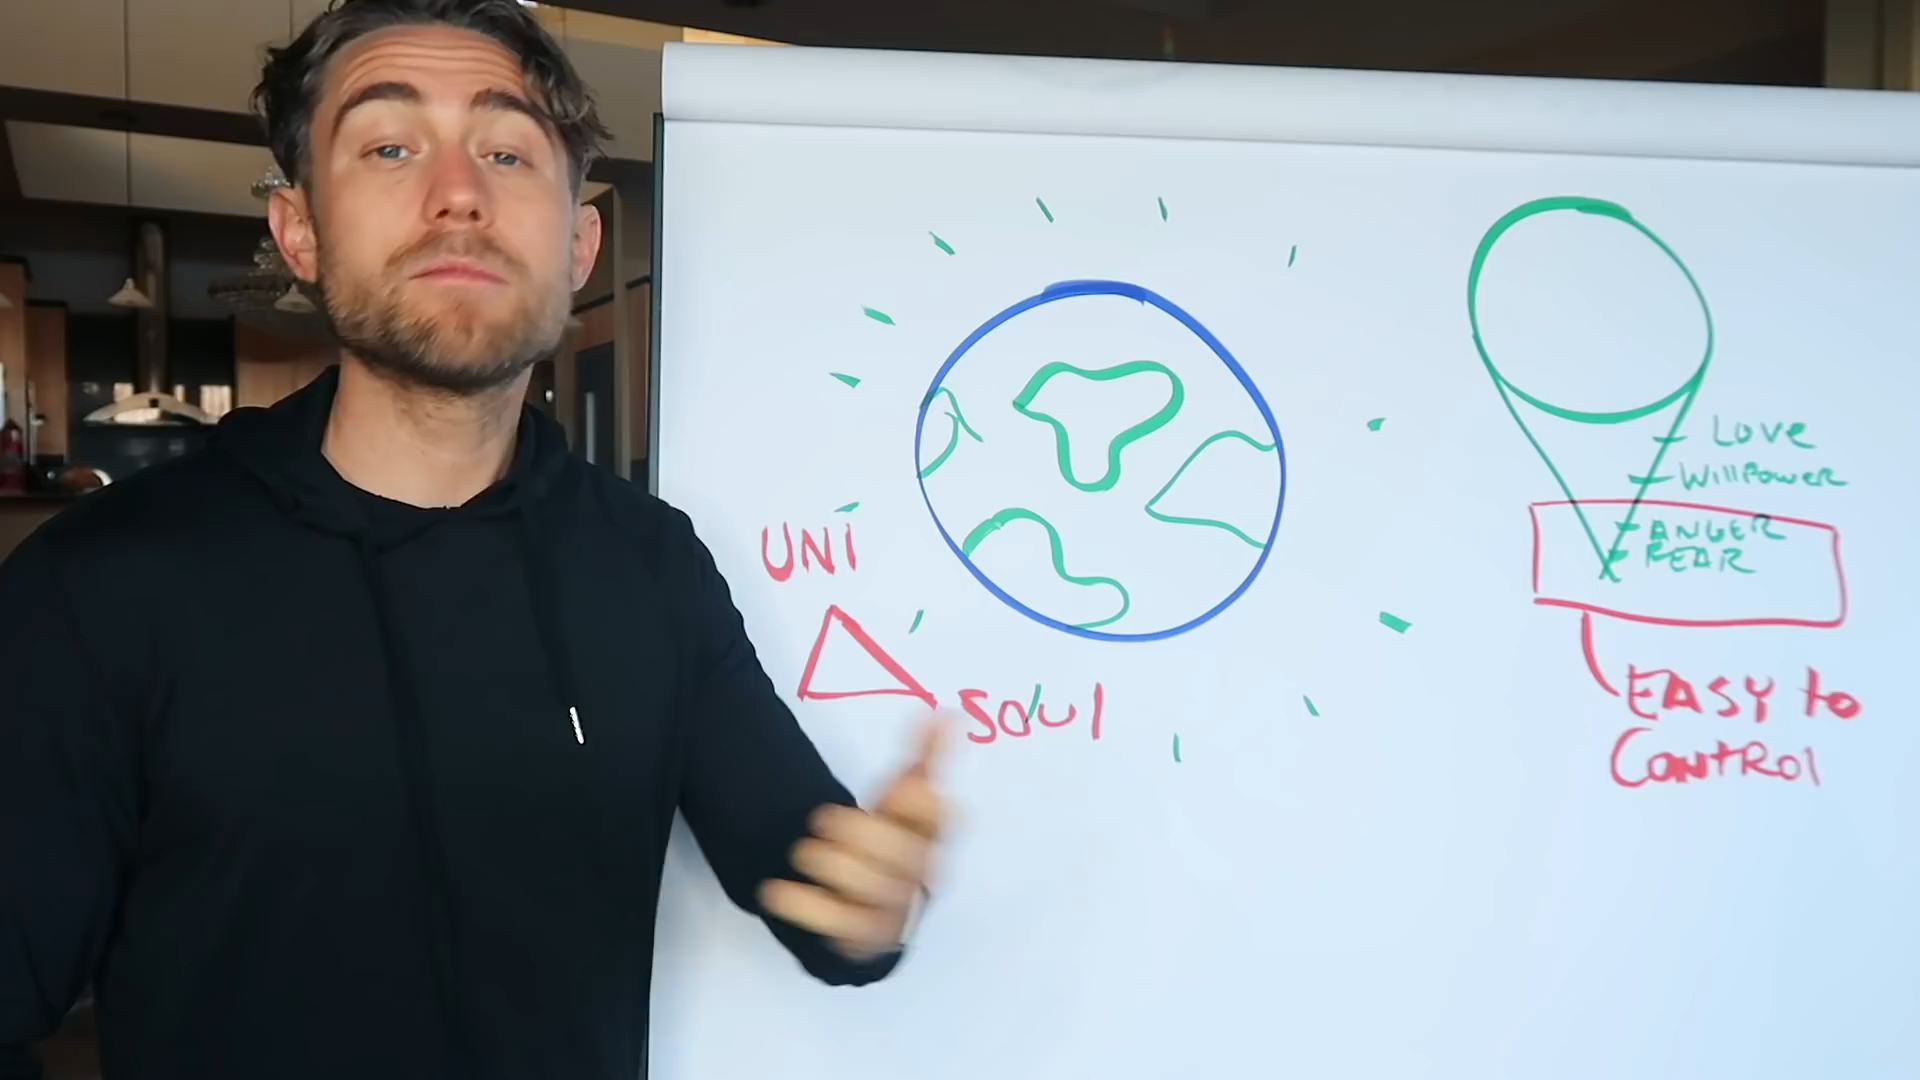 UNI
SOUl
Love
WillPower
ANGER
FEAR
EASY to
CONtROl